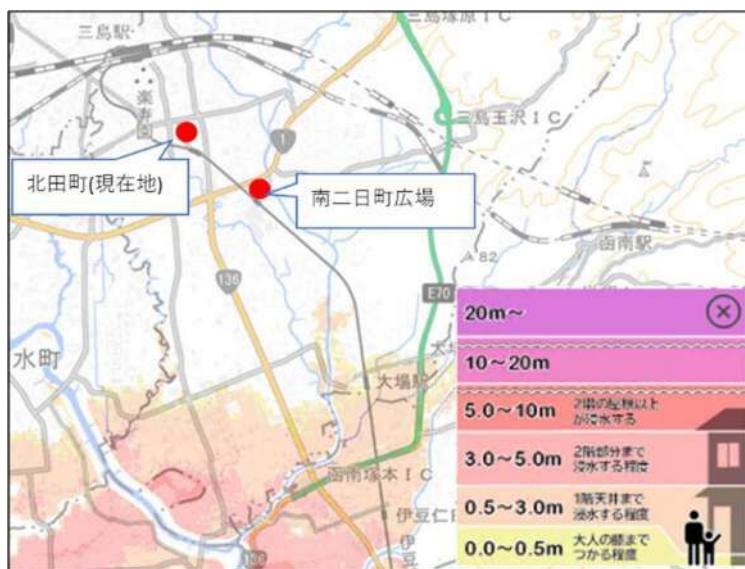 三島駅
楽寿園
三島塚原IC
三島玉沢IC
1
北田町(現在地)
南二日町広場
函南駅
82
136
E70
水町
大場駅
函南塚本IC
伊豆仁田
136
20m～
10～20m
5.0～10m
2階の屋根以上
が浸水する
3.0～5.0m
2階部分まで
浸水する程度
0.5～3.0m
1階天井まで
浸水する程度
0.0～0.5m
大人の膝まで
つかる程度